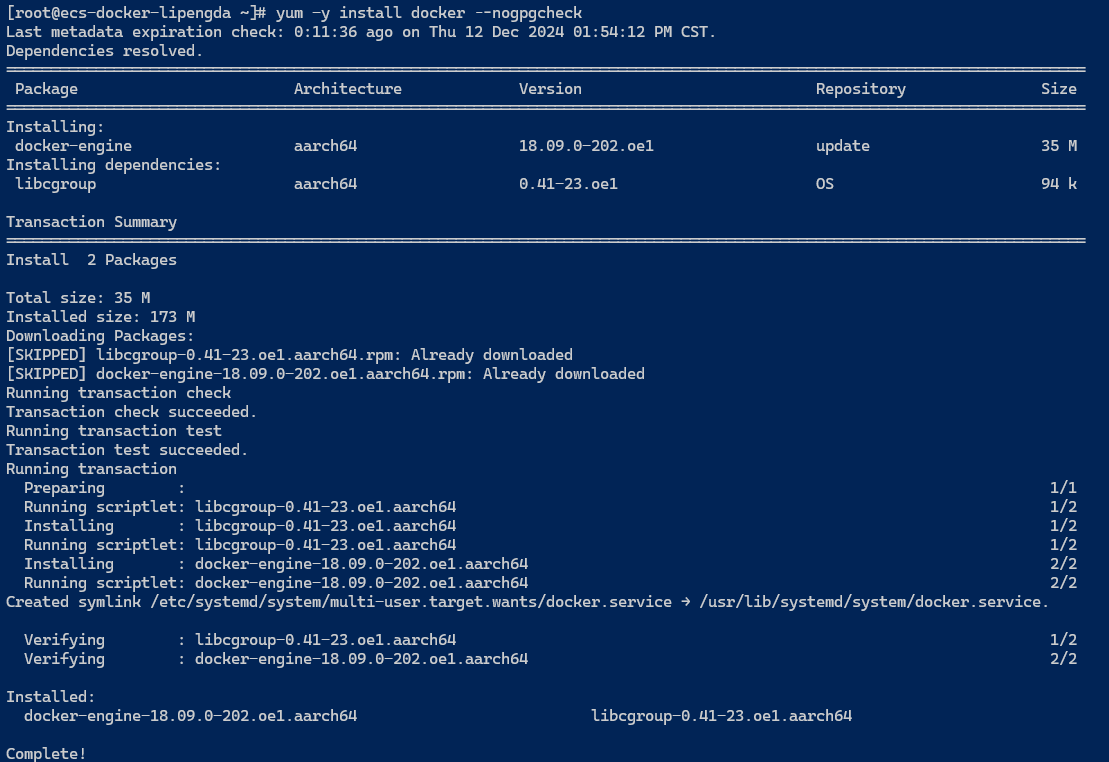 [root@ecs-docker-lipengda ~]# yum -y install docker --nogpgcheck
Last metadata expiration check: 0:11:36 ago on Thu 12 Dec 2024 01:54:12 PM CST.
Dependencies resolved.
Package Architecture Version Repository Size
Installing:
docker-engine aarch64 18.09.0-202.oe1 update 35 M
Installing dependencies:
libcgroup aarch64 0.41-23.oe1 OS 94 k
Transaction Summary
Install 2 Packages
Total size: 35 M
Installed size: 173 M
Downloading Packages:
[SKIPPED] libcgroup-0.41-23.oe1.aarch64.rpm: Already downloaded
[SKIPPED] docker-engine-18.09.0-202.oe1.aarch64.rpm: Already downloaded
Running transaction check
Transaction check succeeded.
Running transaction test
Transaction test succeeded.
Running transaction
Preparing : 1/1
Running scriptlet: libcgroup-0.41-23.oe1.aarch64 1/2
Installing : libcgroup-0.41-23.oe1.aarch64 1/2
Running scriptlet: libcgroup-0.41-23.oe1.aarch64 1/2
Installing : docker-engine-18.09.0-202.oe1.aarch64 2/2
Running scriptlet: docker-engine-18.09.0-202.oe1.aarch64 2/2
Created symlink /etc/systemd/system/multi-user.target.wants/docker.service → /usr/lib/systemd/system/docker.service.
Verifying : libcgroup-0.41-23.oe1.aarch64 1/2
Verifying : docker-engine-18.09.0-202.oe1.aarch64 2/2
Installed:
docker-engine-18.09.0-202.oe1.aarch64 libcgroup-0.41-23.oe1.aarch64
Complete!